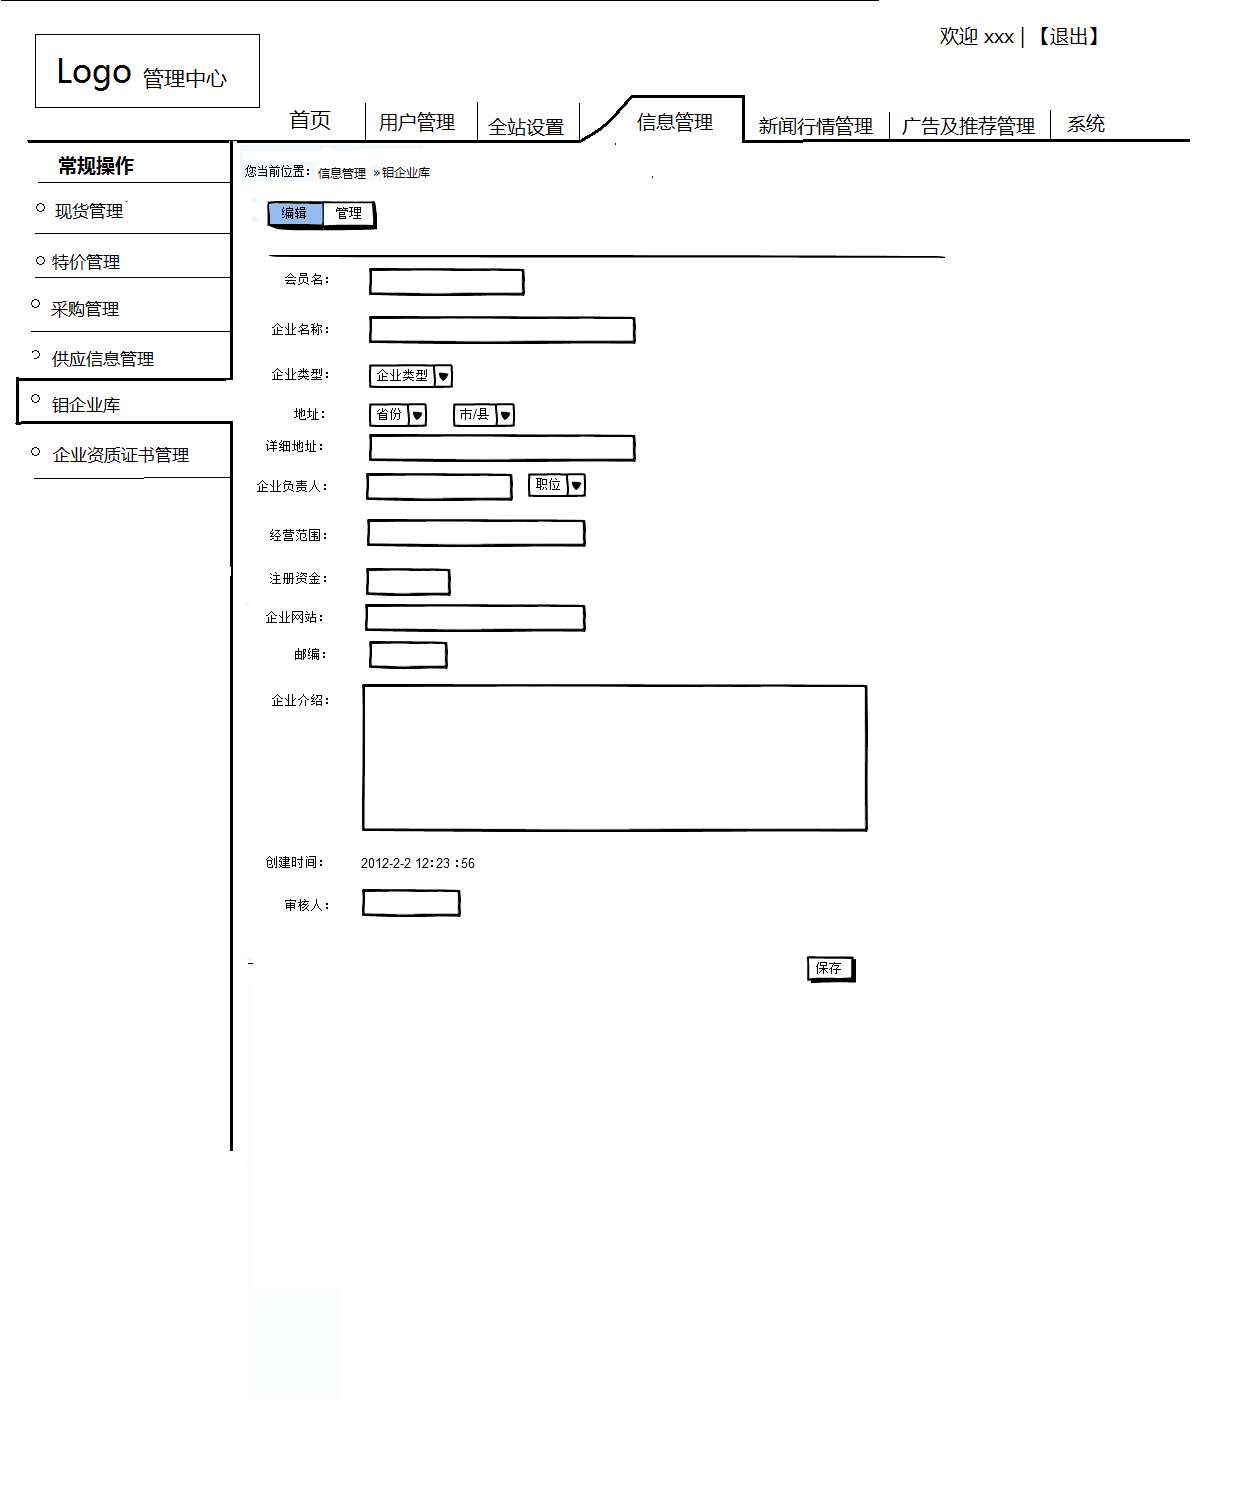 欢迎 xxx | 【退出】
Logo 管理中心
首页 用户管理 全站设置 信息管理 新闻行情管理 广告及推荐管理 系统
常规操作
现货管理
特价管理
采购管理
供应信息管理
钼企业库
企业资质证书管理
您当前位置： 信息管理 »钼企业库
编辑 管理
会员名：
企业名称：
企业类型： 企业类型
地址： 省份 市/县
详细地址：
企业负责人： 职位
经营范围：
注册资金：
企业网站：
邮编：
企业介绍：
创建时间： 2012-2-2 12：23：56
审核人：
保存